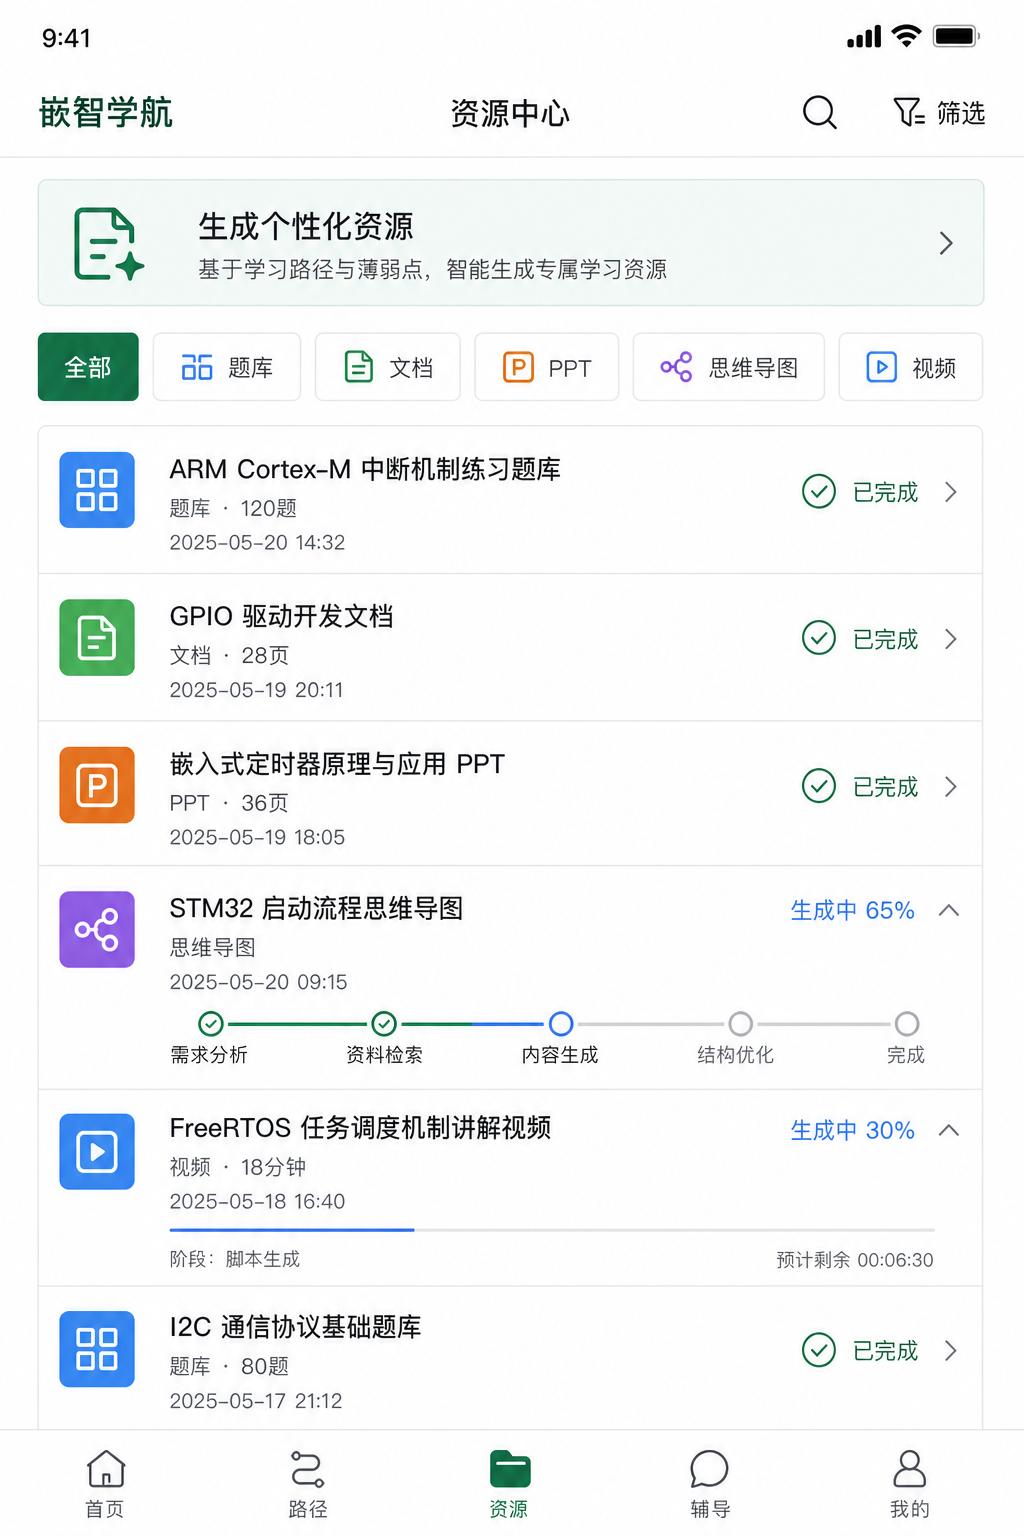 9:41
嵌智学航
资源中心
筛选
生成个性化资源
基于学习路径与薄弱点，智能生成专属学习资源
全部
题库
文档
P PPT
思维导图
视频
ARM Cortex-M 中断机制练习题库
题库 · 120题
2025-05-20 14:32
已完成
GPIO 驱动开发文档
文档 · 28页
2025-05-19 20:11
已完成
P
嵌入式定时器原理与应用 PPT
PPT · 36页
2025-05-19 18:05
已完成
STM32 启动流程思维导图
思维导图
2025-05-20 09:15
生成中 65%
需求分析
资料检索
内容生成
结构优化
完成
FreeRTOS 任务调度机制讲解视频
视频 · 18分钟
2025-05-18 16:40
生成中 30%
阶段：脚本生成
预计剩余 00:06:30
I2C 通信协议基础题库
题库 · 80题
2025-05-17 21:12
已完成
首页
路径
资源
辅导
我的